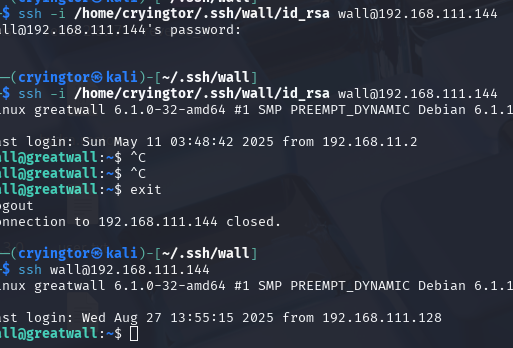 $ ssh -i /home/cryingtor/.ssh/wall/id_rsa wall@192.168.111.144
all@192.168.111.144's password:
—(cryingtor㉿kali)-[~/.ssh/wall]
$ ssh -i /home/cryingtor/.ssh/wall/id_rsa wall@192.168.111.144
inux greatwall 6.1.0-32-amd64 #1 SMP PREEMPT_DYNAMIC Debian 6.1.1
ast login: Sun May 11 03:48:42 2025 from 192.168.11.2
all@greatwall:~$ ^C
all@greatwall:~$ ^C
all@greatwall:~$ exit
ogout
onnection to 192.168.111.144 closed.
—(cryingtor㉿kali)-[~/.ssh/wall]
$ ssh wall@192.168.111.144
inux greatwall 6.1.0-32-amd64 #1 SMP PREEMPT_DYNAMIC Debian 6.1.1
ast login: Wed Aug 27 13:55:15 2025 from 192.168.111.128
all@greatwall:~$